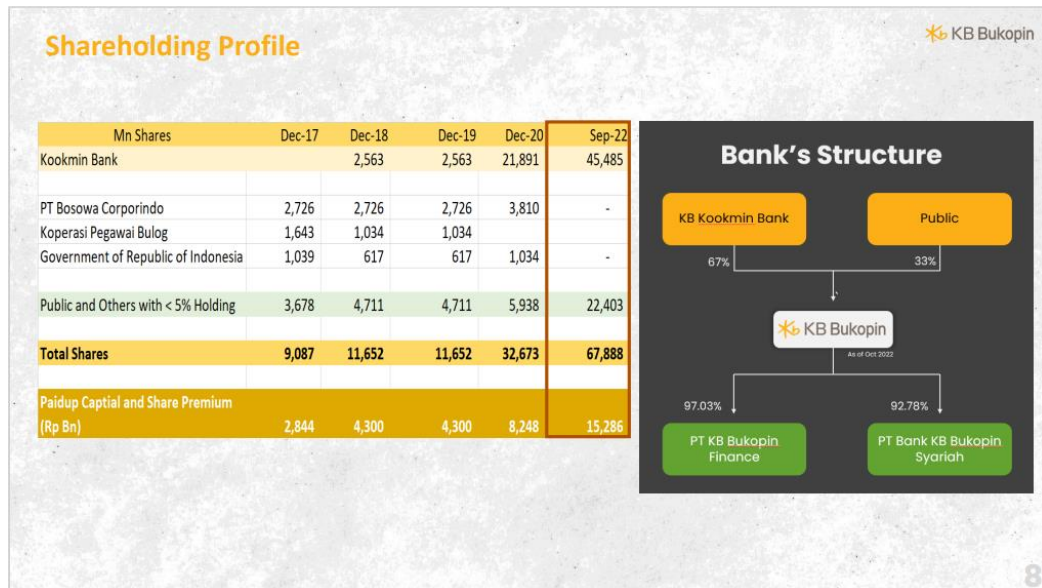 Shareholding Profile
KB Bukopin
Mn Shares Dec-17 Dec-18 Dec-19 Dec-20 Sep-22
Kookmin Bank 2,563 2,563 21,891 45,485
PT Bosowa Corporindo 2,726 2,726 2,726 3,810 -
Koperasi Pegawai Bulog 1,643 1,034 1,034
Government of Republic of Indonesia 1,039 617 617 1,034 -
Public and Others with < 5% Holding 3,678 4,711 4,711 5,938 22,403
Total Shares 9,087 11,652 11,652 32,673 67,888
Paidup Captial and Share Premium
(Rp Bn) 2,844 4,300 4,300 8,248 15,286
Bank's Structure
KB Kookmin Bank
Public
67%
33%
KB Bukopin
As of Oct 2022
97.03%
92.78%
PT KB Bukopin
Finance
PT Bank KB Bukopin
Syariah
8